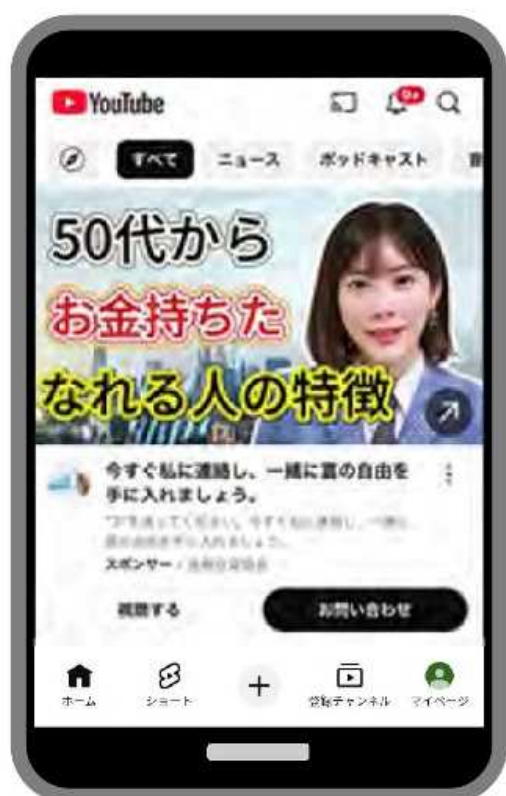 YouTube
9+
すべて
ニュース
ポッドキャスト
音
50代から
お金持ちた
なれる人の特徴
今すぐ私に連絡し、一緒に富の自由を
手に入れましょう。
スポンサー・
視聴する
お問い合わせ
ホーム
ショート
登録チャンネル
マイページ